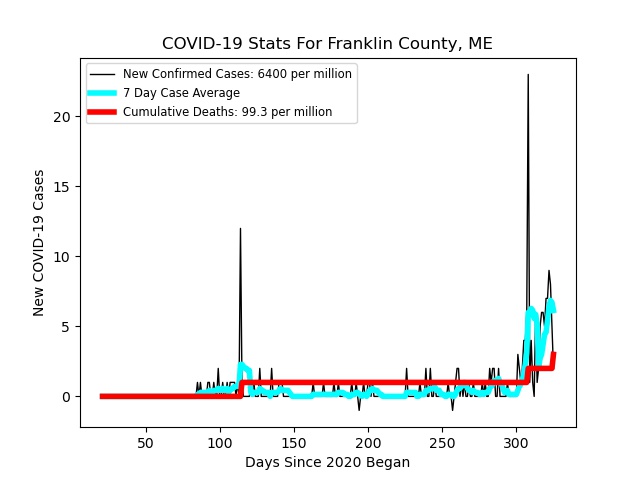 COVID-19 Stats For Franklin County, ME
New Confirmed Cases: 6400 per million
7 Day Case Average
Cumulative Deaths: 99.3 per million
New COVID-19 Cases
20
15
10
5
0
50
100
150
200
250
300
Days Since 2020 Began